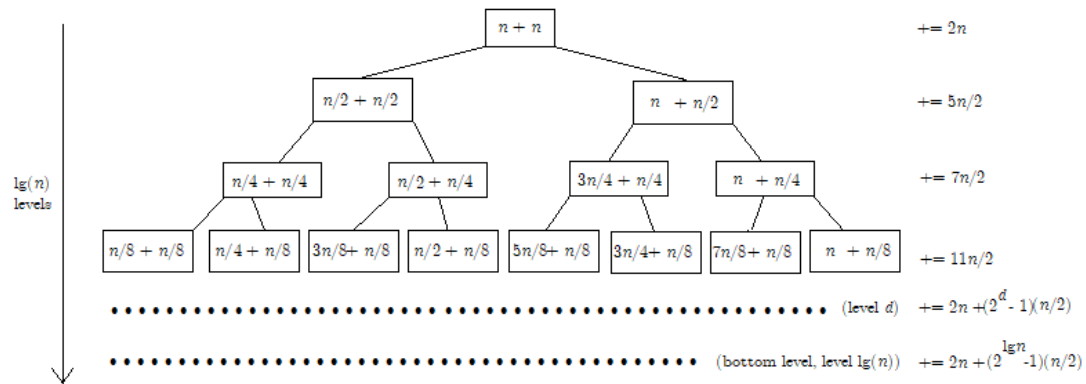 n + n
+= 2n
n/2 + n/2
n + n/2
+= 5n/2
n/4 + n/4
n/2 + n/4
3n/4 + n/4
n + n/4
+= 7n/2
lg(n)
levels
n/8 + n/8
n/4 + n/8
3n/8+ n/8
n/2 + n/8
5n/8+ n/8
3n/4+ n/8
7n/8+ n/8
n + n/8
+= 11n/2
(level d)
+= 2n +(2^d - 1)(n/2)
(bottom level, level lg(n))
+= 2n +(2^lgn -1)(n/2)